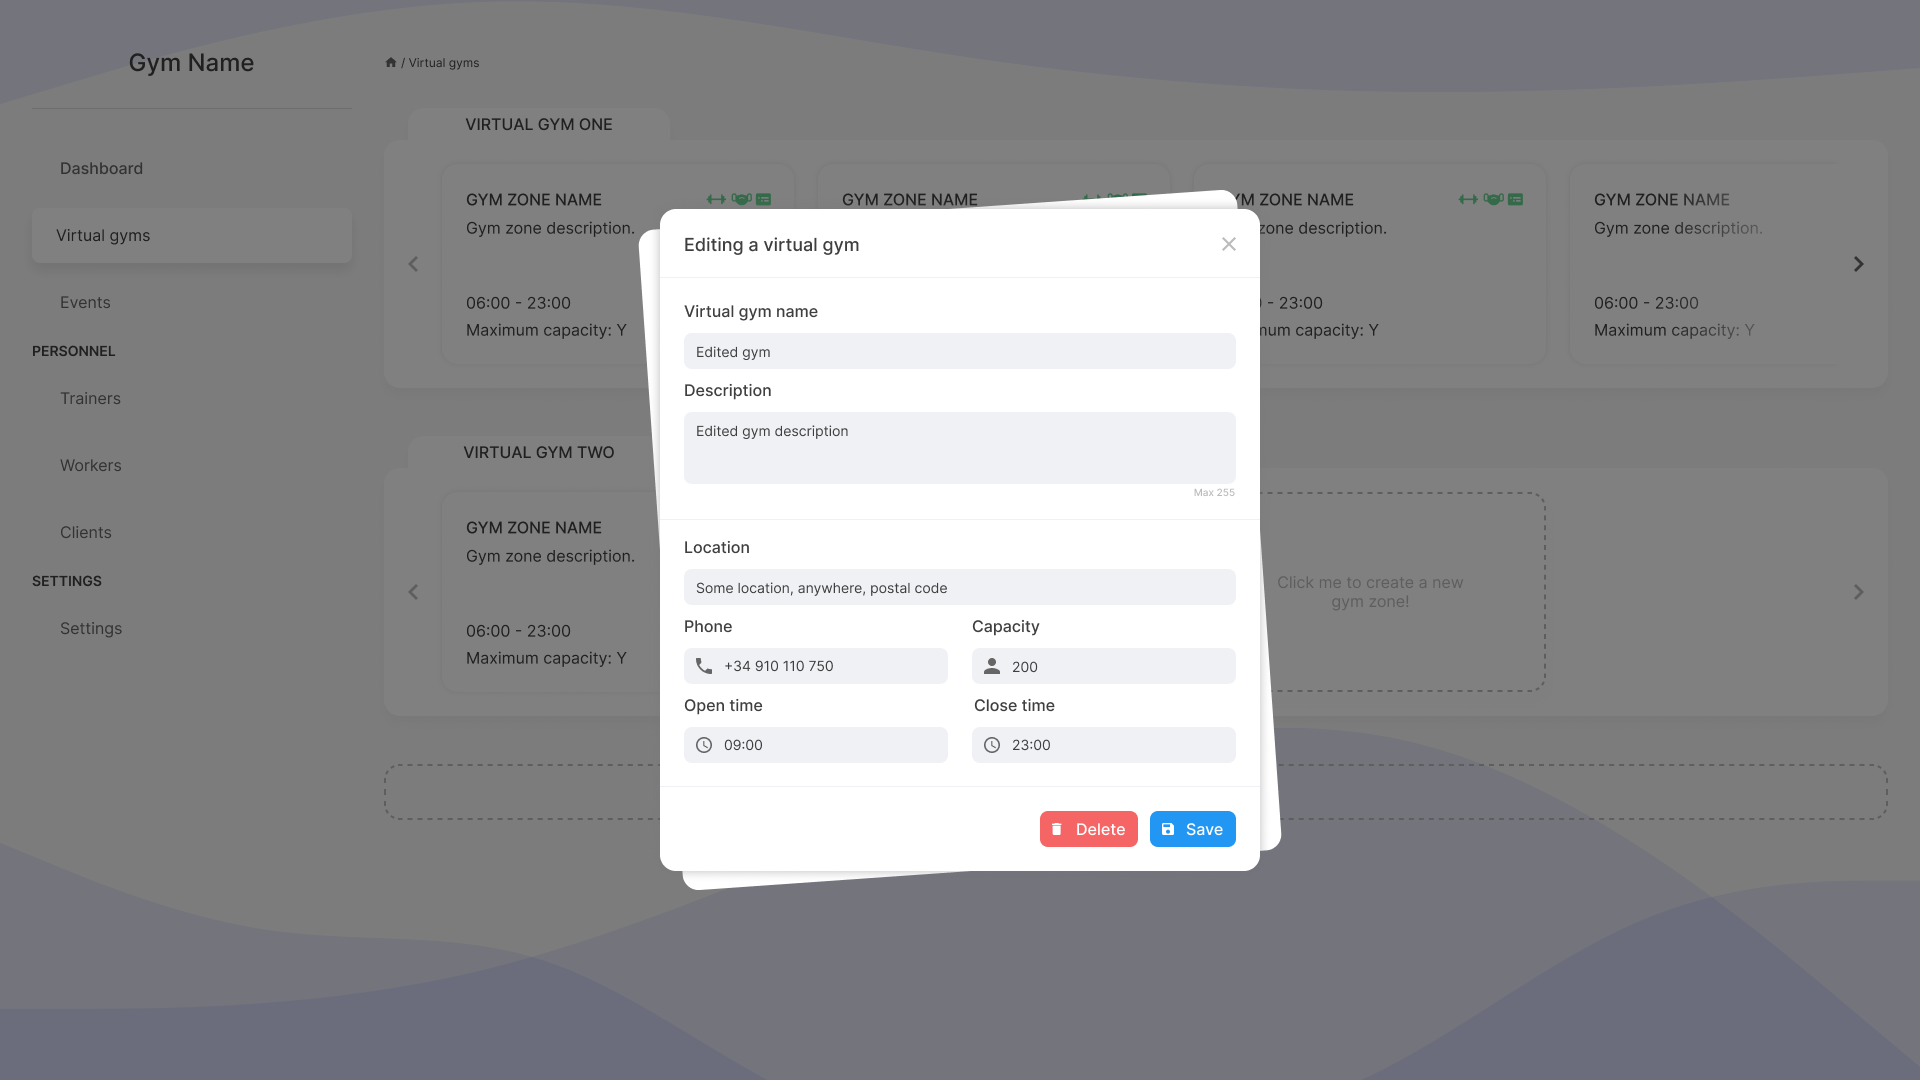 Gym Name
/ Virtual gyms
Dashboard
Virtual gyms
Events
PERSONNEL
Trainers
Workers
Clients
SETTINGS
Settings
VIRTUAL GYM ONE
GYM ZONE NAME
Gym zone description.
06:00 - 23:00
Maximum capacity: Y
GYM ZONE NAME
YM ZONE NAME
zone description.
- 23:00
um capacity: Y
GYM ZONE NAME
Gym zone description.
06:00 - 23:00
Maximum capacity: Y
VIRTUAL GYM TWO
GYM ZONE NAME
Gym zone description.
06:00 - 23:00
Maximum capacity: Y
Click me to create a new
gym zone!
Editing a virtual gym
Virtual gym name
Edited gym
Description
Edited gym description
Max 255
Location
Some location, anywhere, postal code
Phone
Capacity
+34 910 110 750
200
Open time
Close time
09:00
23:00
Delete
Save